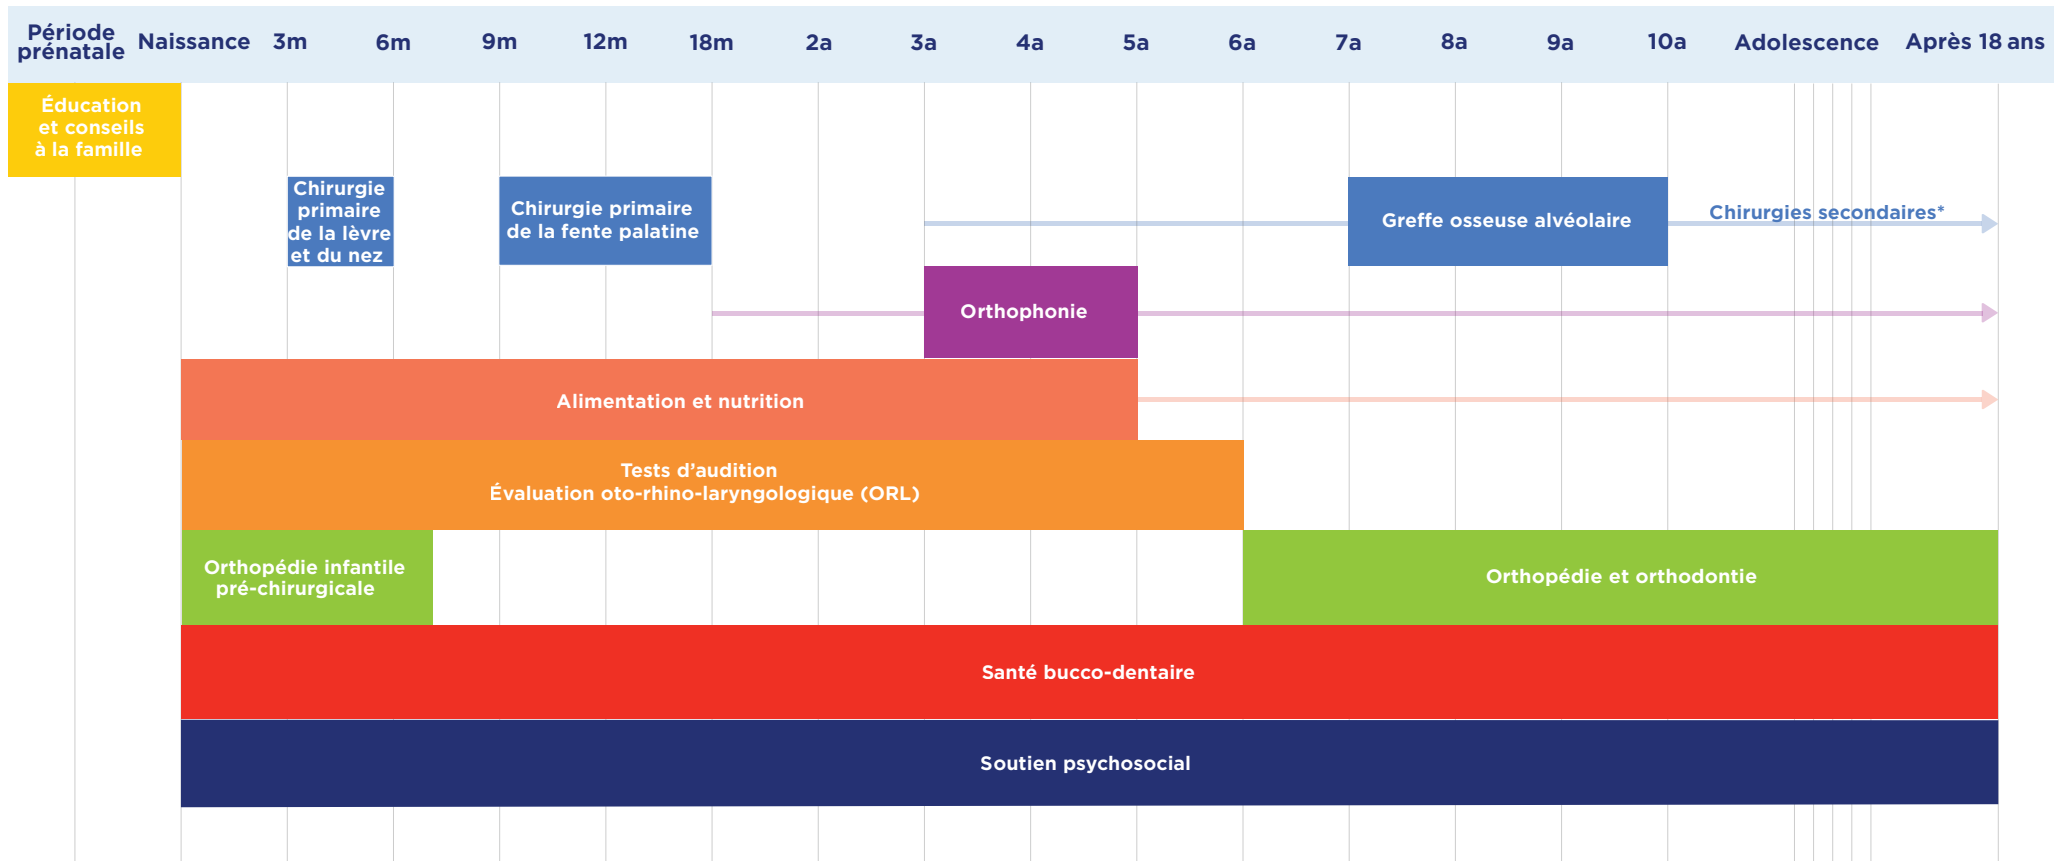 Période
prénatale
Naissance
3m
6m
9m
12m
18m
2a
3a
4a
5a
6a
7a
8a
9a
10a
Adolescence
Après 18 ans
Éducation
et conseils
à la famille
Chirurgie
primaire
de la lèvre
et du nez
Chirurgie primaire
de la fente palatine
Greffe osseuse alvéolaire
Chirurgies secondaires*
Orthophonie
Alimentation et nutrition
Tests d’audition
Évaluation oto-rhino-laryngologique (ORL)
Orthopédie infantile
pré-chirurgicale
Orthopédie et orthodontie
Santé bucco-dentaire
Soutien psychosocial